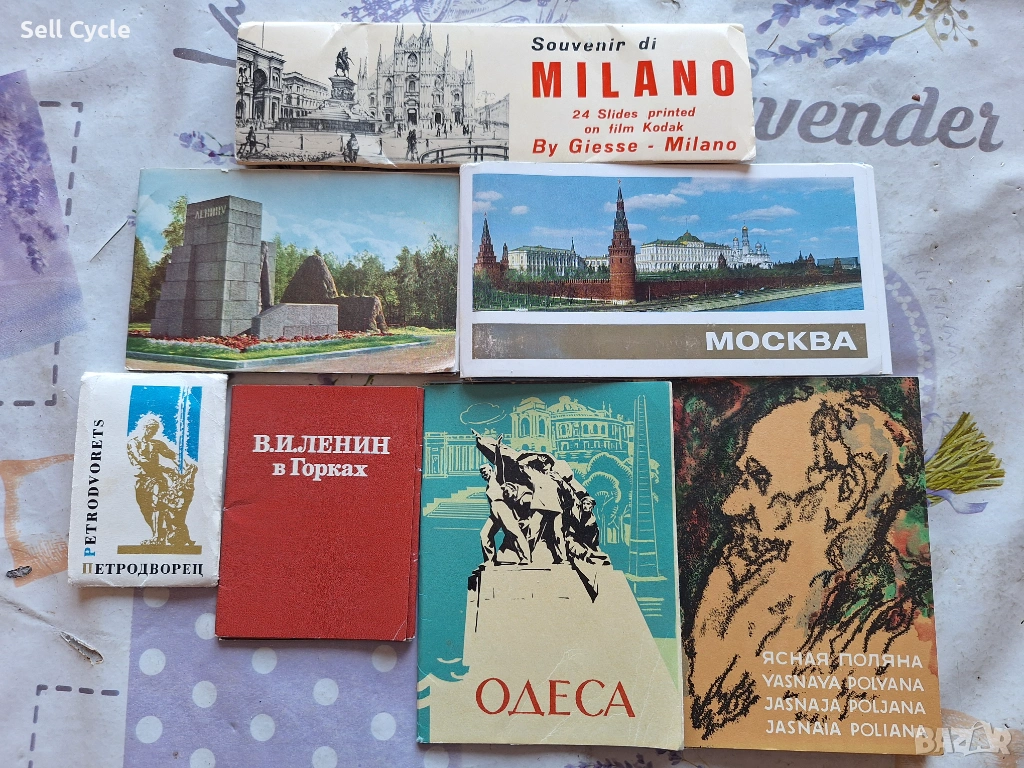 Sell Cycle
Souvenir di
MILANO
24 Slides printed
on film Kodak
By Giesse - Milano
vender
ЛЕНИНУ
МОСКВА
PETRODVORETS
ПЕТРОДВОРЕЦ
В.И.ЛЕНИН
в Горках
ОДЕСА
ЯСНАЯ ПОЛЯНА
YASNAYA POLYANA
JASNAJA POLJANA
JASNAIA POLIANA
BAZAR